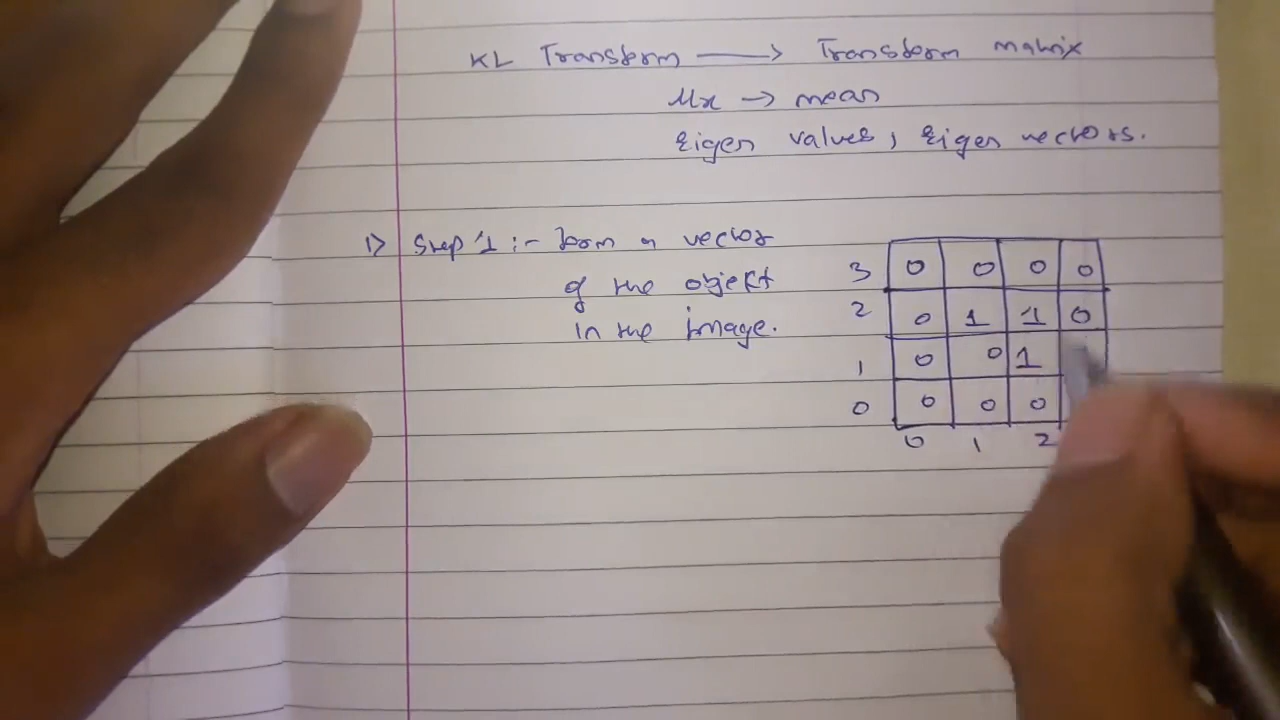 KL Transform → Transform matrix
Mx → mean
Eigen values, Eigen vectors.
1) Step 1 :- form a vector
of the objekt
in the image.
3 0 0 0 0
2 0 1 1 0
1 0 0 1
0 0 0 0
0 1 2